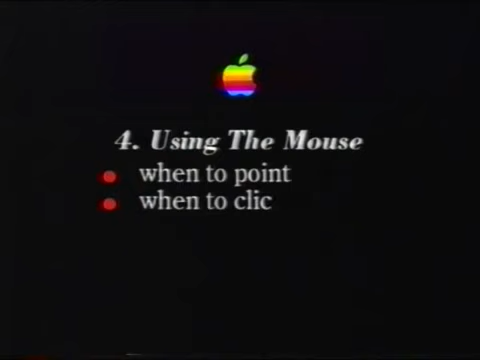 4. Using The Mouse
when to point
when to clic